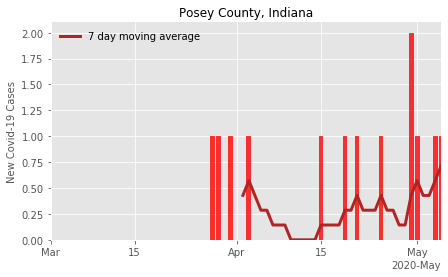 Posey County, Indiana
7 day moving average
New Covid-19 Cases
2.00
1.75
1.50
1.25
1.00
0.75
0.50
0.25
0.00
Mar
15
Apr
15
May
2020-May